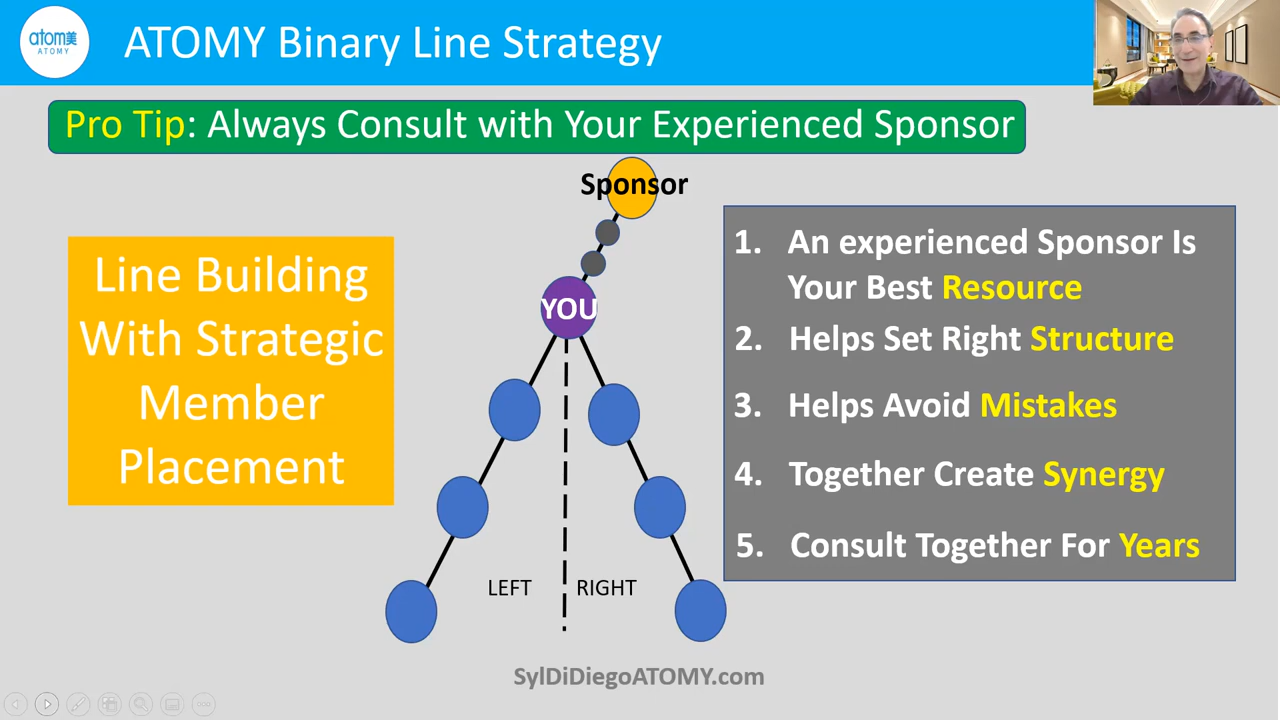 atom美
ATOMY
ATOMY Binary Line Strategy
Pro Tip: Always Consult with Your Experienced Sponsor
Sponsor
YOU
Line Building
With Strategic
Member
Placement
LEFT
RIGHT
1. An experienced Sponsor Is
Your Best Resource
2. Helps Set Right Structure
3. Helps Avoid Mistakes
4. Together Create Synergy
5. Consult Together For Years
SylDiDiegoATOMY.com